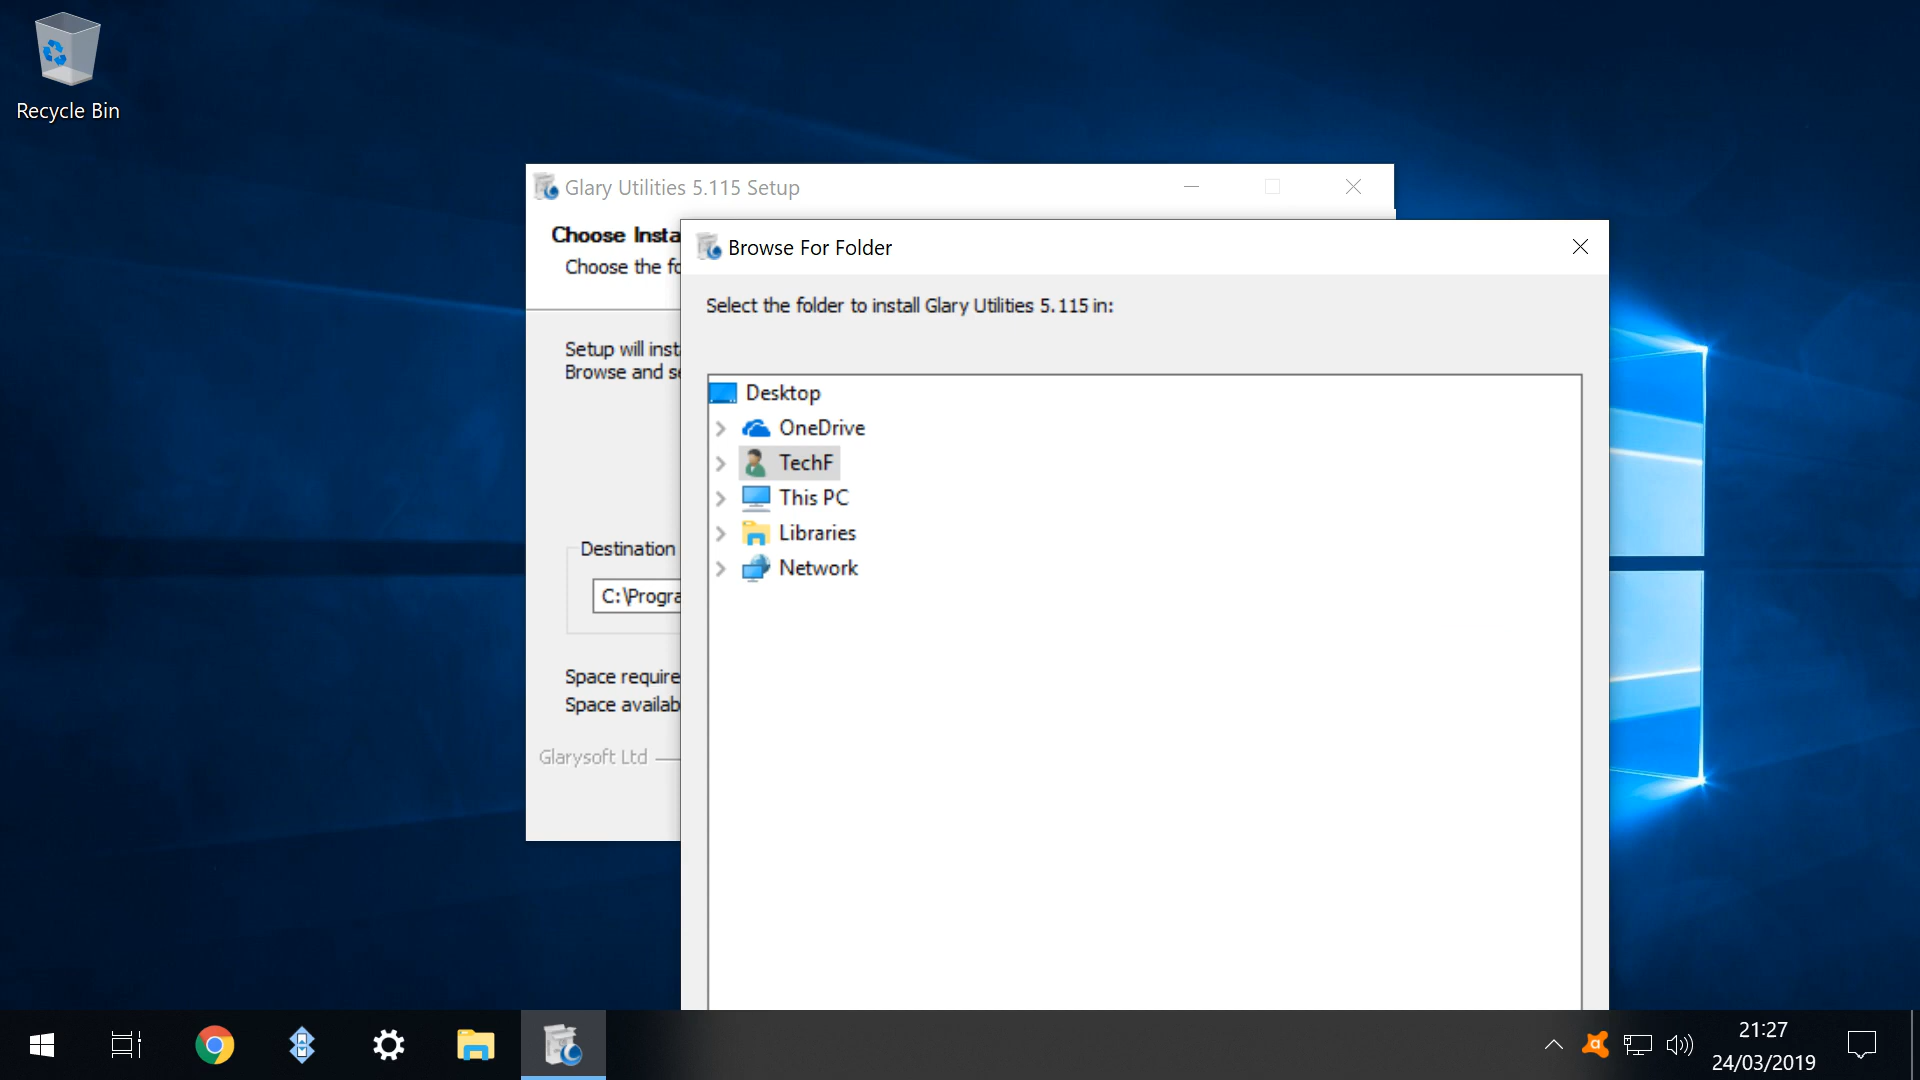 Recycle Bin
Glary Utilities 5.115 Setup
Choose Insta
Choose the fo
Setup will inst
Browse and se
Destination
C:\Progra
Space require
Space availab
Glarysoft Ltd
Browse For Folder
Select the folder to install Glary Utilities 5.115 in:
Desktop
OneDrive
TechF
This PC
Libraries
Network
21:27
24/03/2019